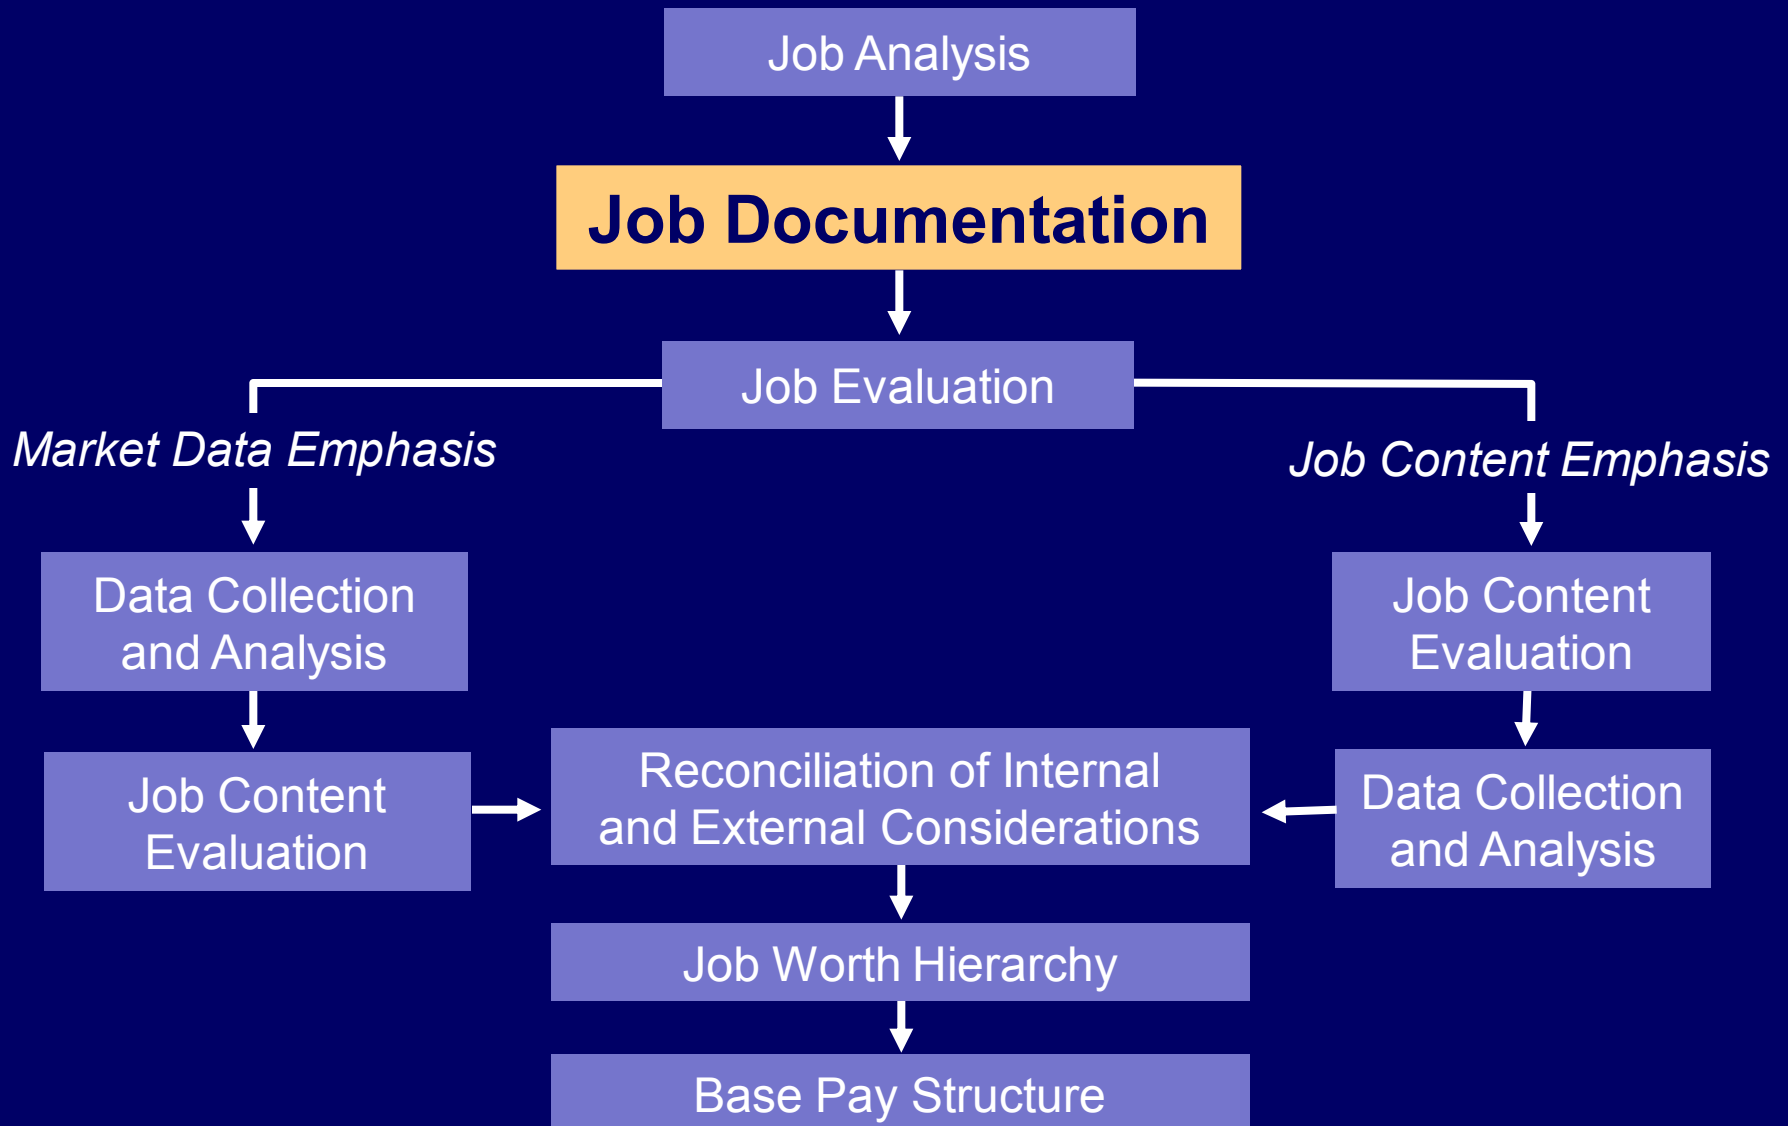 Job Analysis
Job Documentation
Job Evaluation
Market Data Emphasis
Job Content Emphasis
Data Collection
and Analysis
Job Content
Evaluation
Job Content
Evaluation
Reconciliation of Internal
and External Considerations
Data Collection
and Analysis
Job Worth Hierarchy
Base Pay Structure